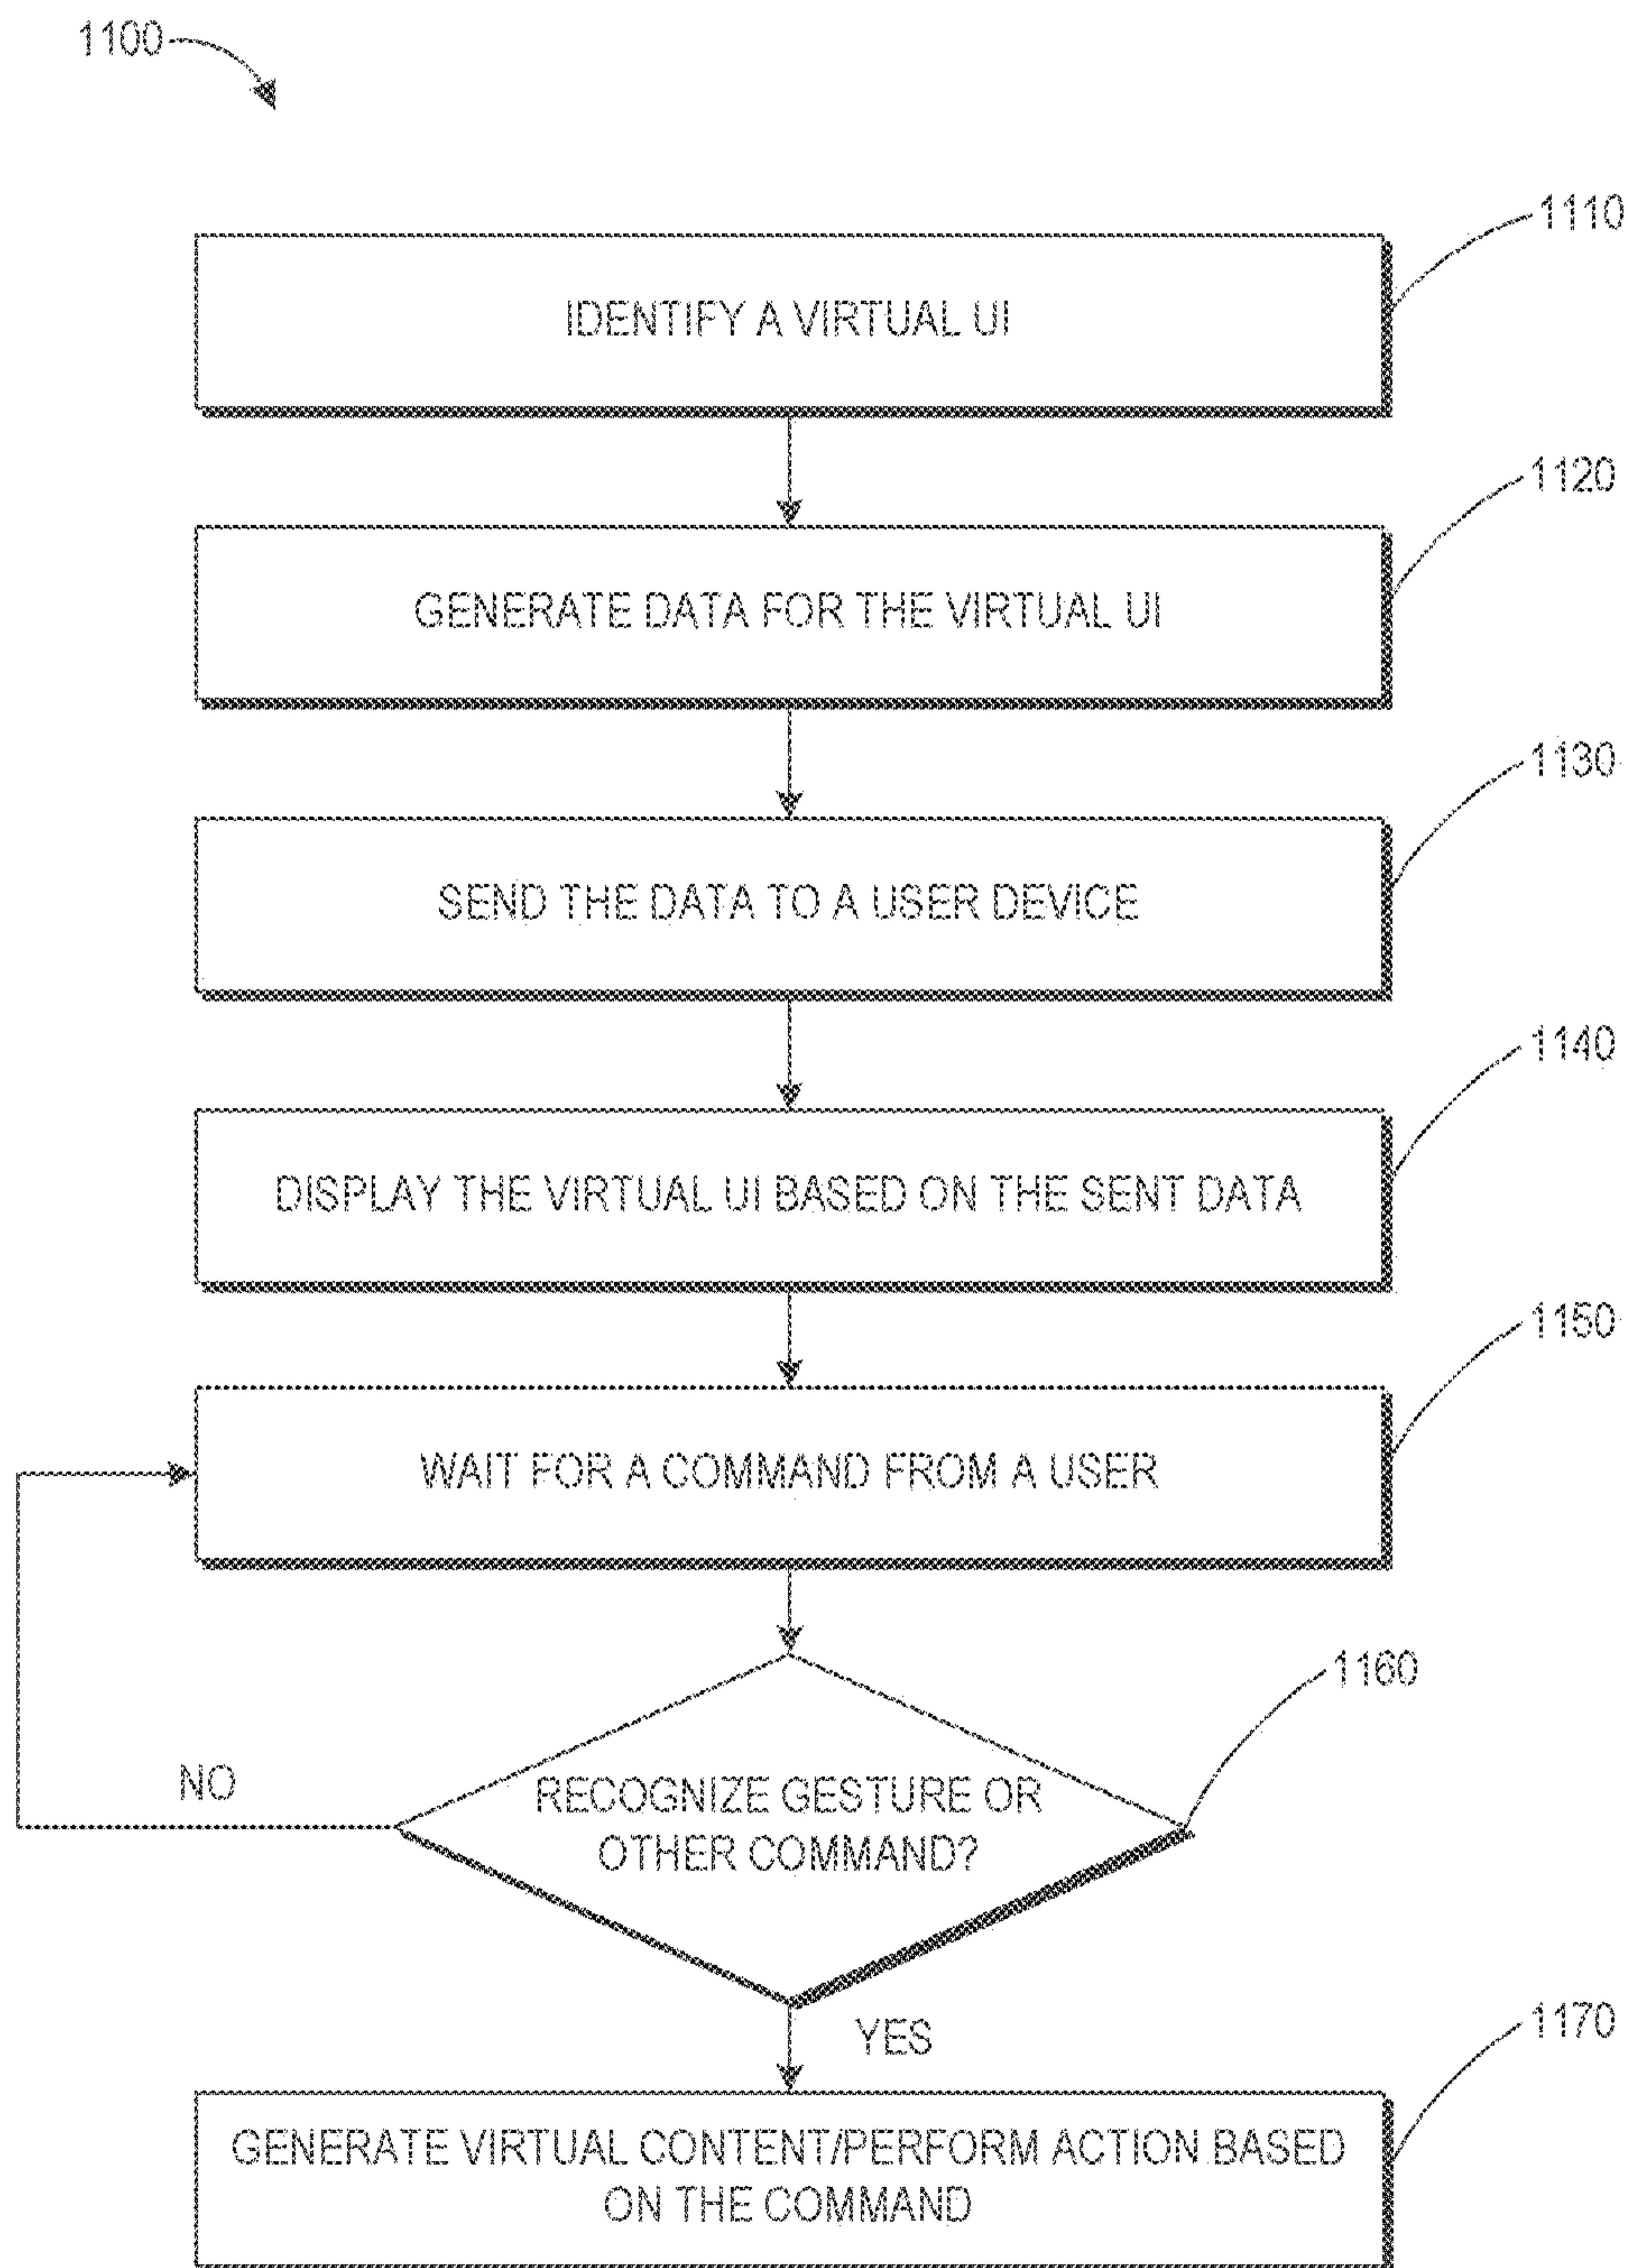 1100
1110
IDENTIFY A VIRTUAL UI
1120
GENERATE DATA FOR THE VIRTUAL UI
1130
SEND THE DATA TO A USER DEVICE
1140
DISPLAY THE VIRTUAL UI BASED ON THE SENT DATA
1150
WAIT FOR A COMMAND FROM A USER
1160
NO
RECOGNIZE GESTURE OR
OTHER COMMAND?
YES
1170
GENERATE VIRTUAL CONTENT/PERFORM ACTION BASED
ON THE COMMAND